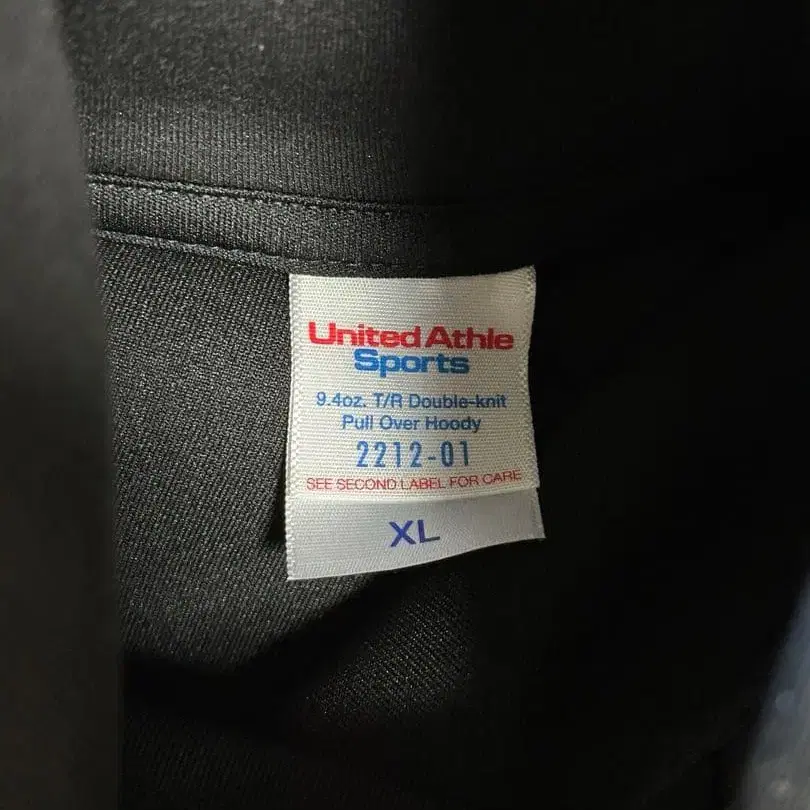 United Athle
Sports
9.4oz. T/R Double-knit
Pull Over Hoody
2212-01
SEE SECOND LABEL FOR CARE
XL